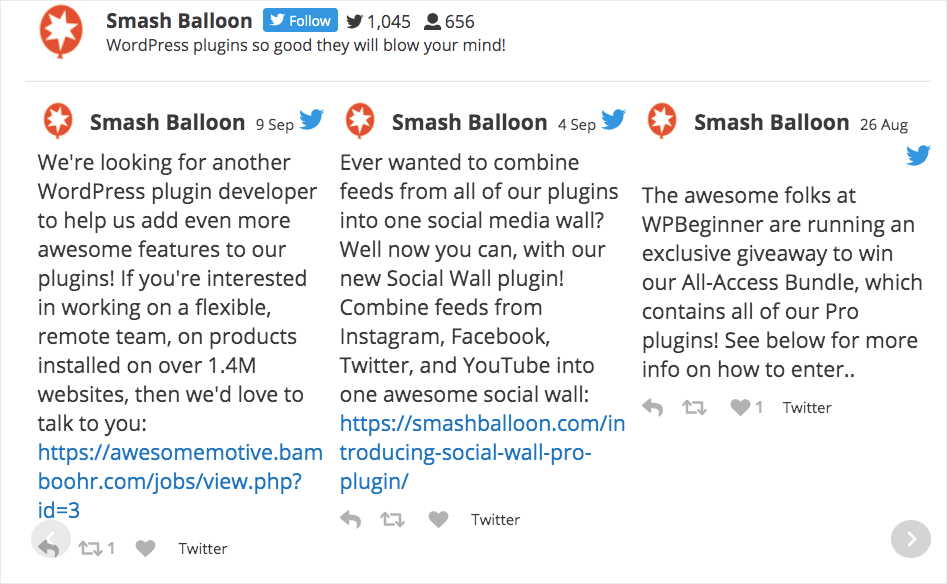 Smash Balloon Follow 1,045 656
WordPress plugins so good they will blow your mind!
Smash Balloon 9 Sep
We're looking for another
WordPress plugin developer
to help us add even more
awesome features to our
plugins! If you're interested
in working on a flexible,
remote team, on products
installed on over 1.4M
websites, then we'd love to
talk to you:
https://awesomemotive.bam
boohr.com/jobs/view.php?
id=3
1 Twitter
Smash Balloon 4 Sep
Ever wanted to combine
feeds from all of our plugins
into one social media wall?
Well now you can, with our
new Social Wall plugin!
Combine feeds from
Instagram, Facebook,
Twitter, and YouTube into
one awesome social wall:
https://smashballoon.com/in
troducing-social-wall-pro-
plugin/
Twitter
Smash Balloon 26 Aug
The awesome folks at
WPBeginner are running an
exclusive giveaway to win
our All-Access Bundle, which
contains all of our Pro
plugins! See below for more
info on how to enter..
1 Twitter